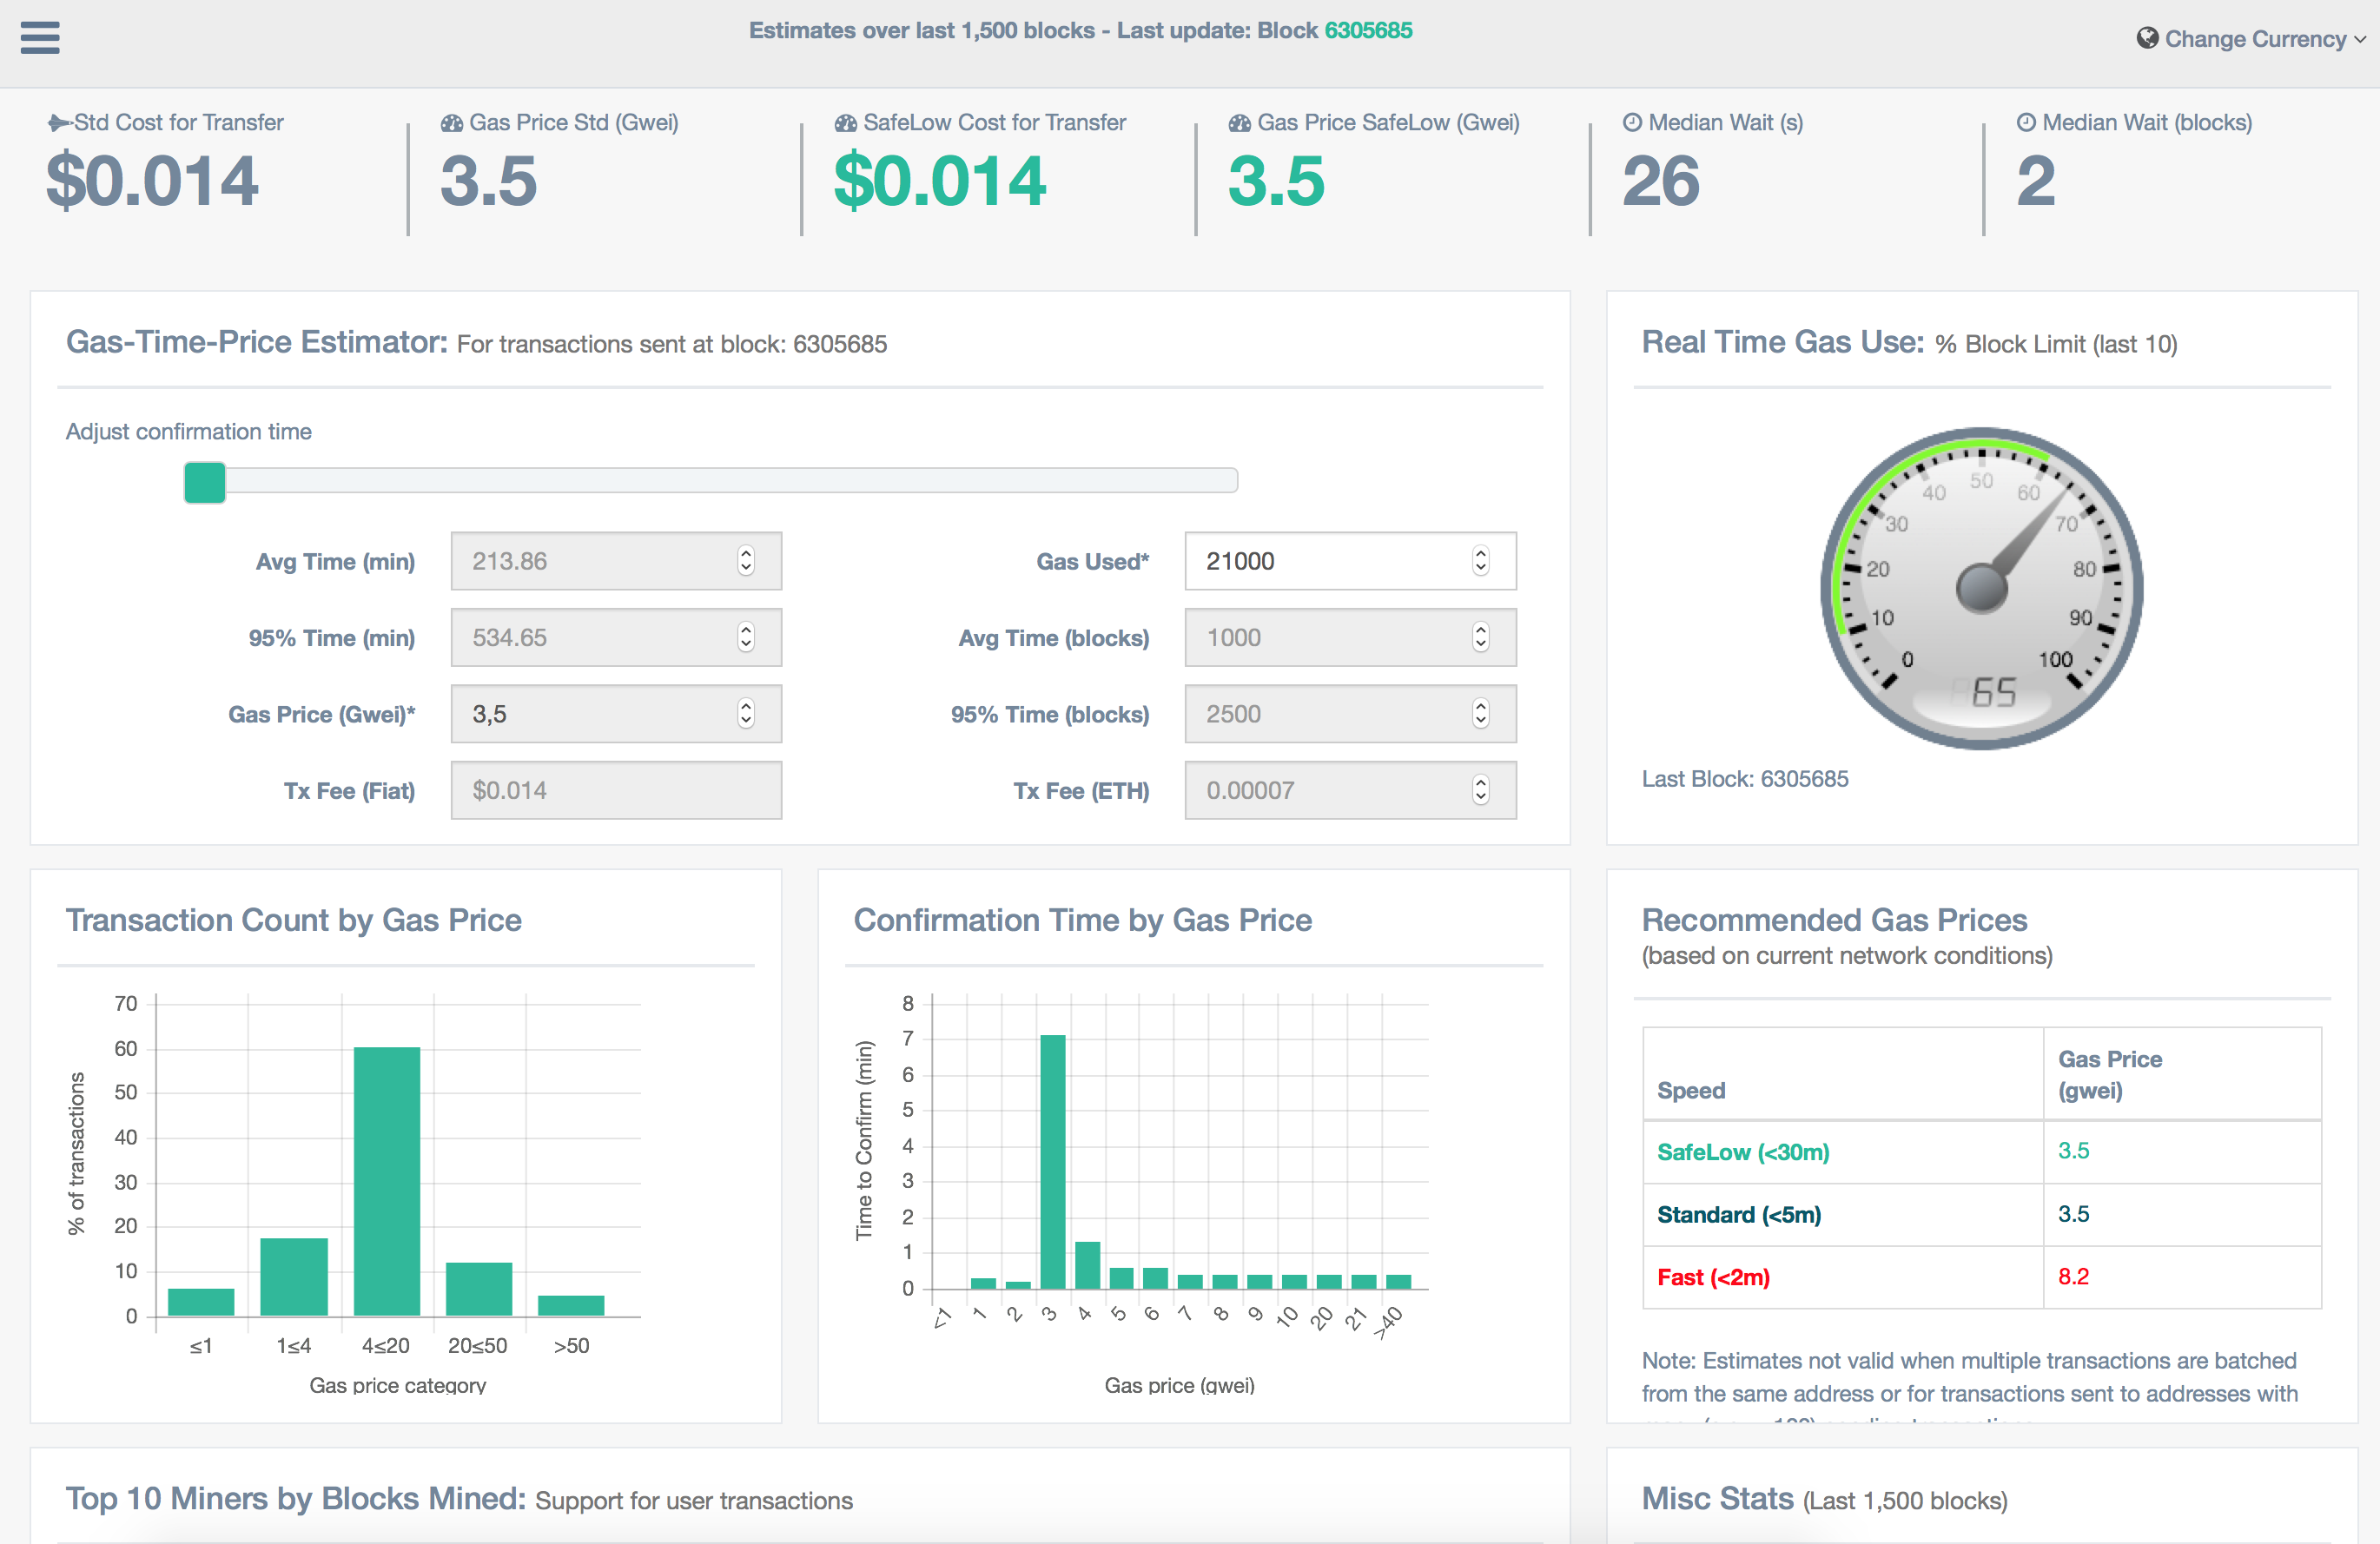 Estimates over last 1,500 blocks - Last update: Block 6305685
Change Currency
Std Cost for Transfer
$0.014
Gas Price Std (Gwei)
3.5
SafeLow Cost for Transfer
$0.014
Gas Price SafeLow (Gwei)
3.5
Median Wait (s)
26
Median Wait (blocks)
2
Gas-Time-Price Estimator: For transactions sent at block: 6305685
Adjust confirmation time
Avg Time (min) 213.86
Gas Used* 21000
95% Time (min) 534.65
Avg Time (blocks) 1000
Gas Price (Gwei)* 3,5
95% Time (blocks) 2500
Tx Fee (Fiat) $0.014
Tx Fee (ETH) 0.00007
Real Time Gas Use: % Block Limit (last 10)
0
10
20
30
40
50
60
70
80
90
100
65
Last Block: 6305685
Transaction Count by Gas Price
% of transactions
70
60
50
40
30
20
10
0
≤1 1≤4 4≤20 20≤50 >50
Gas price category
Confirmation Time by Gas Price
Time to Confirm (min)
8
7
6
5
4
3
2
1
0
<1 1 2 3 4 5 6 7 8 9 10 20 21 >40
Gas price (gwei)
Recommended Gas Prices
(based on current network conditions)
Speed
Gas Price
(gwei)
SafeLow (<30m) 3.5
Standard (<5m) 3.5
Fast (<2m) 8.2
Note: Estimates not valid when multiple transactions are batched
from the same address or for transactions sent to addresses with
Top 10 Miners by Blocks Mined: Support for user transactions
Misc Stats (Last 1,500 blocks)